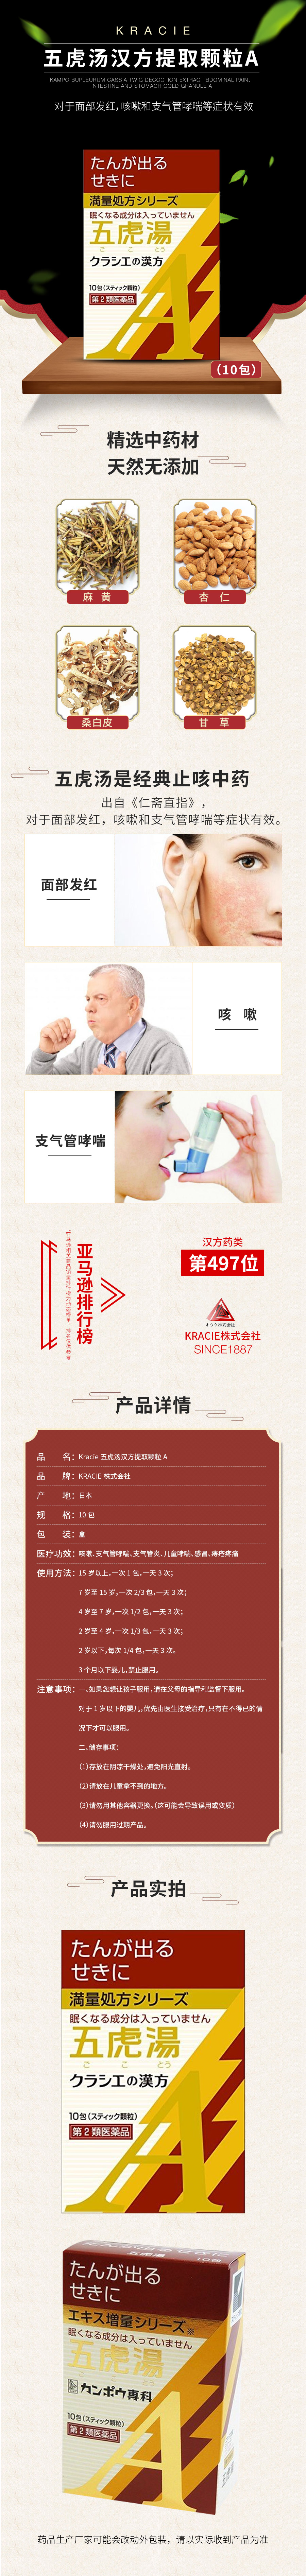 KRACIE
五虎汤汉方提取颗粒A
KAMPO BUPLEURUM CASSIA TWIG DECOCTION EXTRACT BDOMINAL PAIN,
INTESTINE AND STOMACH COLD GRANULE A
对于面部发红,咳嗽和支气管哮喘等症状有效
たんが出る
せきに
満量処方シリーズ
眠くなる成分は入っていません
五虎湯
ご こ とう
クラシエの漢方
10包(スティック顆粒)
第2類医薬品
A
(10包)
精选中药材
天然无添加
麻 黄
杏 仁
桑白皮
甘 草
五虎汤是经典止咳中药
出自《仁斋直指》,
对于面部发红,咳嗽和支气管哮喘等症状有效。
面部发红
咳 嗽
支气管哮喘
亚马逊排行榜
汉方药类
第497位
KRACIE株式会社
SINCE1887
产品详情
品 名: Kracie 五虎汤汉方提取颗粒 A
品 牌: KRACIE 株式会社
产 地: 日本
规 格: 10 包
包 装: 盒
医疗功效: 咳嗽、支气管哮喘、支气管炎、儿童哮喘、感冒、痔疮疼痛
使用方法: 15 岁以上,一次 1 包,一天 3 次;
7 岁至 15 岁,一次 2/3 包,一天 3 次;
4 岁至 7 岁,一次 1/2 包,一天 3 次;
2 岁至 4 岁,一次 1/3 包,一天 3 次;
2 岁以下,每次 1/4 包,一天 3 次。
3 个月以下婴儿,禁止服用。
注意事项: 一、如果您想让孩子服用,请在父母的指导和监督下服用。
对于 1 岁以下的婴儿,优先由医生接受治疗,只有在不得已的情
况下才可以服用。
二、储存事项:
(1)存放在阴凉干燥处,避免阳光直射。
(2)请放在儿童拿不到的地方。
(3)请勿用其他容器更换。(这可能会导致误用或变质)
(4)请勿服用过期产品。
产品实拍
たんが出る
せきに
満量処方シリーズ
眠くなる成分は入っていません
五虎湯
ご こ とう
クラシエの漢方
10包(スティック顆粒)
第2類医薬品
A
五虎湯
10包
たんが出る
せきに
エキス増量シリーズ※
眠くなる成分は入っていません
五虎湯
カンポウ専科
10包(スティック顆粒)
第2類医薬品
A
药品生产厂家可能会改动外包装,请以实际收到产品为准